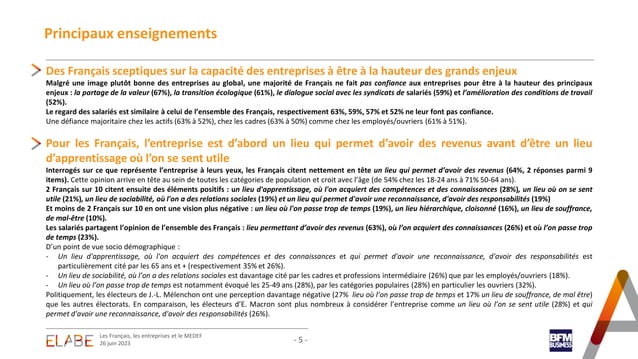 Principaux enseignements
Des Français sceptiques sur la capacité des entreprises à être à la hauteur des grands enjeux
Malgré une image plutôt bonne des entreprises au global, une majorité de Français ne fait pas confiance aux entreprises pour être à la hauteur des principaux
enjeux : la partage de la valeur (67%), la transition écologique (61%), le dialogue social avec les syndicats de salariés (59%) et l'amélioration des conditions de travail
(52%).
Le regard des salariés est similaire à celui de l'ensemble des Français, respectivement 63%, 59%, 57% et 52% ne leur font pas confiance.
Une défiance majoritaire chez les actifs (63% à 52%), chez les cadres (63% à 50%) comme chez les employés/ouvriers (61% à 51%).
Pour les Français, l'entreprise est d'abord un lieu qui permet d'avoir des revenus avant d'être un lieu
d'apprentissage où l'on se sent utile
Interrogés sur ce que représente l'entreprise à leurs yeux, les Français citent nettement en tête un lieu qui permet d'avoir des revenus (64%, 2 réponses parmi 9
items). Cette opinion arrive en tête au sein de toutes les catégories de population et croit avec l'âge (de 54% chez les 18-24 ans à 71% 50-64 ans).
2 Français sur 10 citent ensuite des éléments positifs : un lieu d'apprentissage, où l'on acquiert des compétences et des connaissances (28%), un lieu où on se sent
utile (21%), un lieu de sociabilité, où l'on a des relations sociales (19%) et un lieu qui permet d'avoir une reconnaissance, d'avoir des responsabilités (19%)
Et moins de 2 Français sur 10 en ont une vision plus négative : un lieu où l'on passe trop de temps (19%), un lieu hiérarchique, cloisonné (16%), un lieu de souffrance,
de mal-être (10%).
Les salariés partagent l'opinion de l'ensemble des Français : lieu permettant d'avoir des revenus (63%), où l'on acquiert des connaissances (26%) et où l'on passe trop
de temps (23%).
D'un point de vue socio démographique :
- Un lieu d'apprentissage, où l'on acquiert des compétences et des connaissances et qui permet d'avoir une reconnaissance, d'avoir des responsabilités est
particulièrement cité par les 65 ans et + (respectivement 35% et 26%).
- Un lieu de sociabilité, où l'on a des relations sociales est davantage cité par les cadres et professions intermédiaire (26%) que par les employés/ouvriers (18%).
- Un lieu où l'on passe trop de temps est notamment évoqué les 25-49 ans (28%), par les catégories populaires (28%) en particulier les ouvriers (32%).
Politiquement, les électeurs de J.-L. Mélenchon ont une perception davantage négative (27% lieu où l'on passe trop de temps et 17% un lieu de souffrance, de mal être)
que les autres électorats. En comparaison, les électeurs d'E. Macron sont plus nombreux à considérer l'entreprise comme un lieu où l'on se sent utile (28%) et qui
permet d'avoir une reconnaissance, d'avoir des responsabilités (26%).
ELABE
Les Français, les entreprises et le MEDEF
26 juin 2023
- 5 -
BFM
BUSINESS